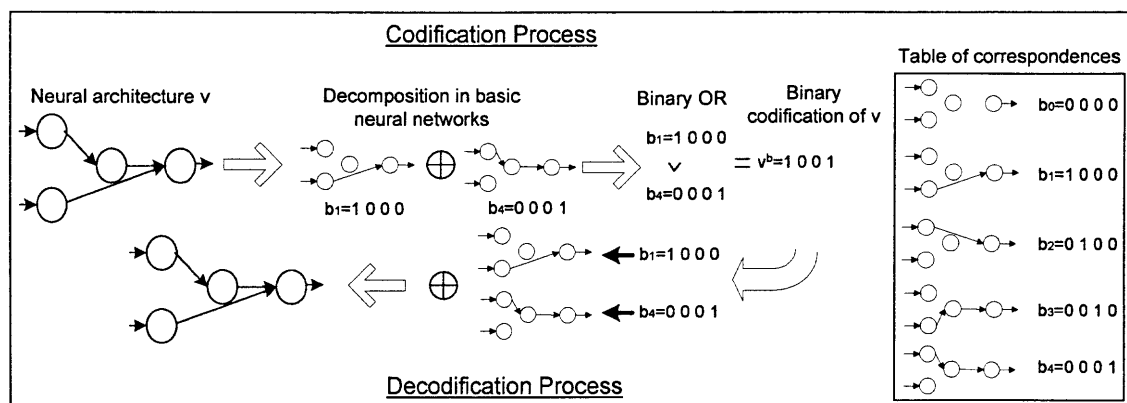 Codification Process
Neural architecture v
Decomposition in basic
neural networks
b₁=1 0 0 0
b₄=0 0 0 1
Binary OR
b₁=1 0 0 0
v
b₄=0 0 0 1
Binary
codification of v
= vᵇ=1 0 0 1
b₁=1 0 0 0
b₄=0 0 0 1
Decodification Process
Table of correspondences
b₀=0 0 0 0
b₁=1 0 0 0
b₂=0 1 0 0
b₃=0 0 1 0
b₄=0 0 0 1